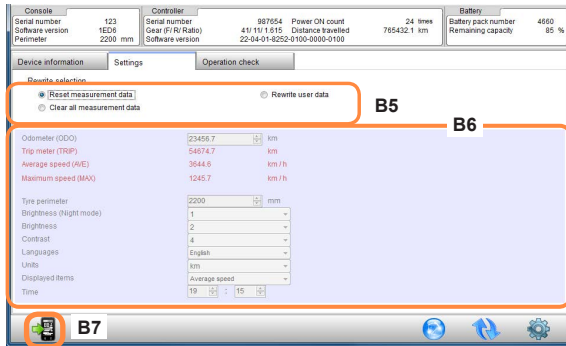 Console Controller Battery
Serial number 123 Serial number 987654 Power ON count 24 times Battery pack number 4660
Software version 1ED6 Gear (F/ R/ Ratio) 41/ 11/ 1.615 Distance travelled 765432.1 km Remaining capacity 85 %
Perimeter 2200 mm Software version 22-04-01-8252-0100-0000-0100
Device information Settings Operation check
Rewrite selection
Reset measurement data Rewrite user data
Clear all measurement data
B5
B6
Odometer (ODO) 23456.7 km
Trip meter (TRIP) 54674.7 km
Average speed (AVE) 3644.6 km / h
Maximum speed (MAX) 1245.7 km / h
Tyre perimeter 2200 mm
Brightness (Night mode) 1
Brightness 2
Contrast 4
Languages English
Units km
Displayed items Average speed
Time 19 : 15
B7